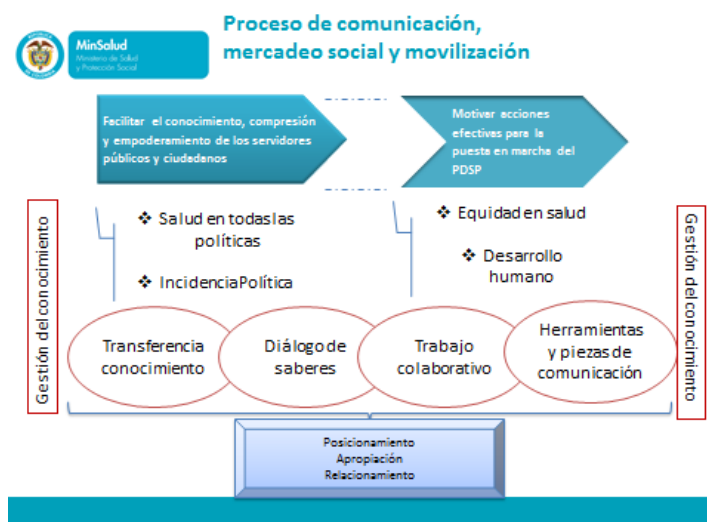 Proceso de comunicación,
mercadeo social y movilización
MinSalud
Ministerio de Salud
y Protección Social
Facilitar el conocimiento, compresión
y empoderamiento de los servidores
públicos y ciudadanos
Motivar acciones
efectivas para la
puesta en marcha del
PDSP
Gestión del conocimiento
❖ Salud en todas las
políticas
❖ Incidencia Política
❖ Equidad en salud
❖ Desarrollo
humano
Gestión del conocimiento
Transferencia
conocimiento
Diálogo de
saberes
Trabajo
colaborativo
Herramientas
y piezas de
comunicación
Posicionamiento
Apropiación
Relacionamiento